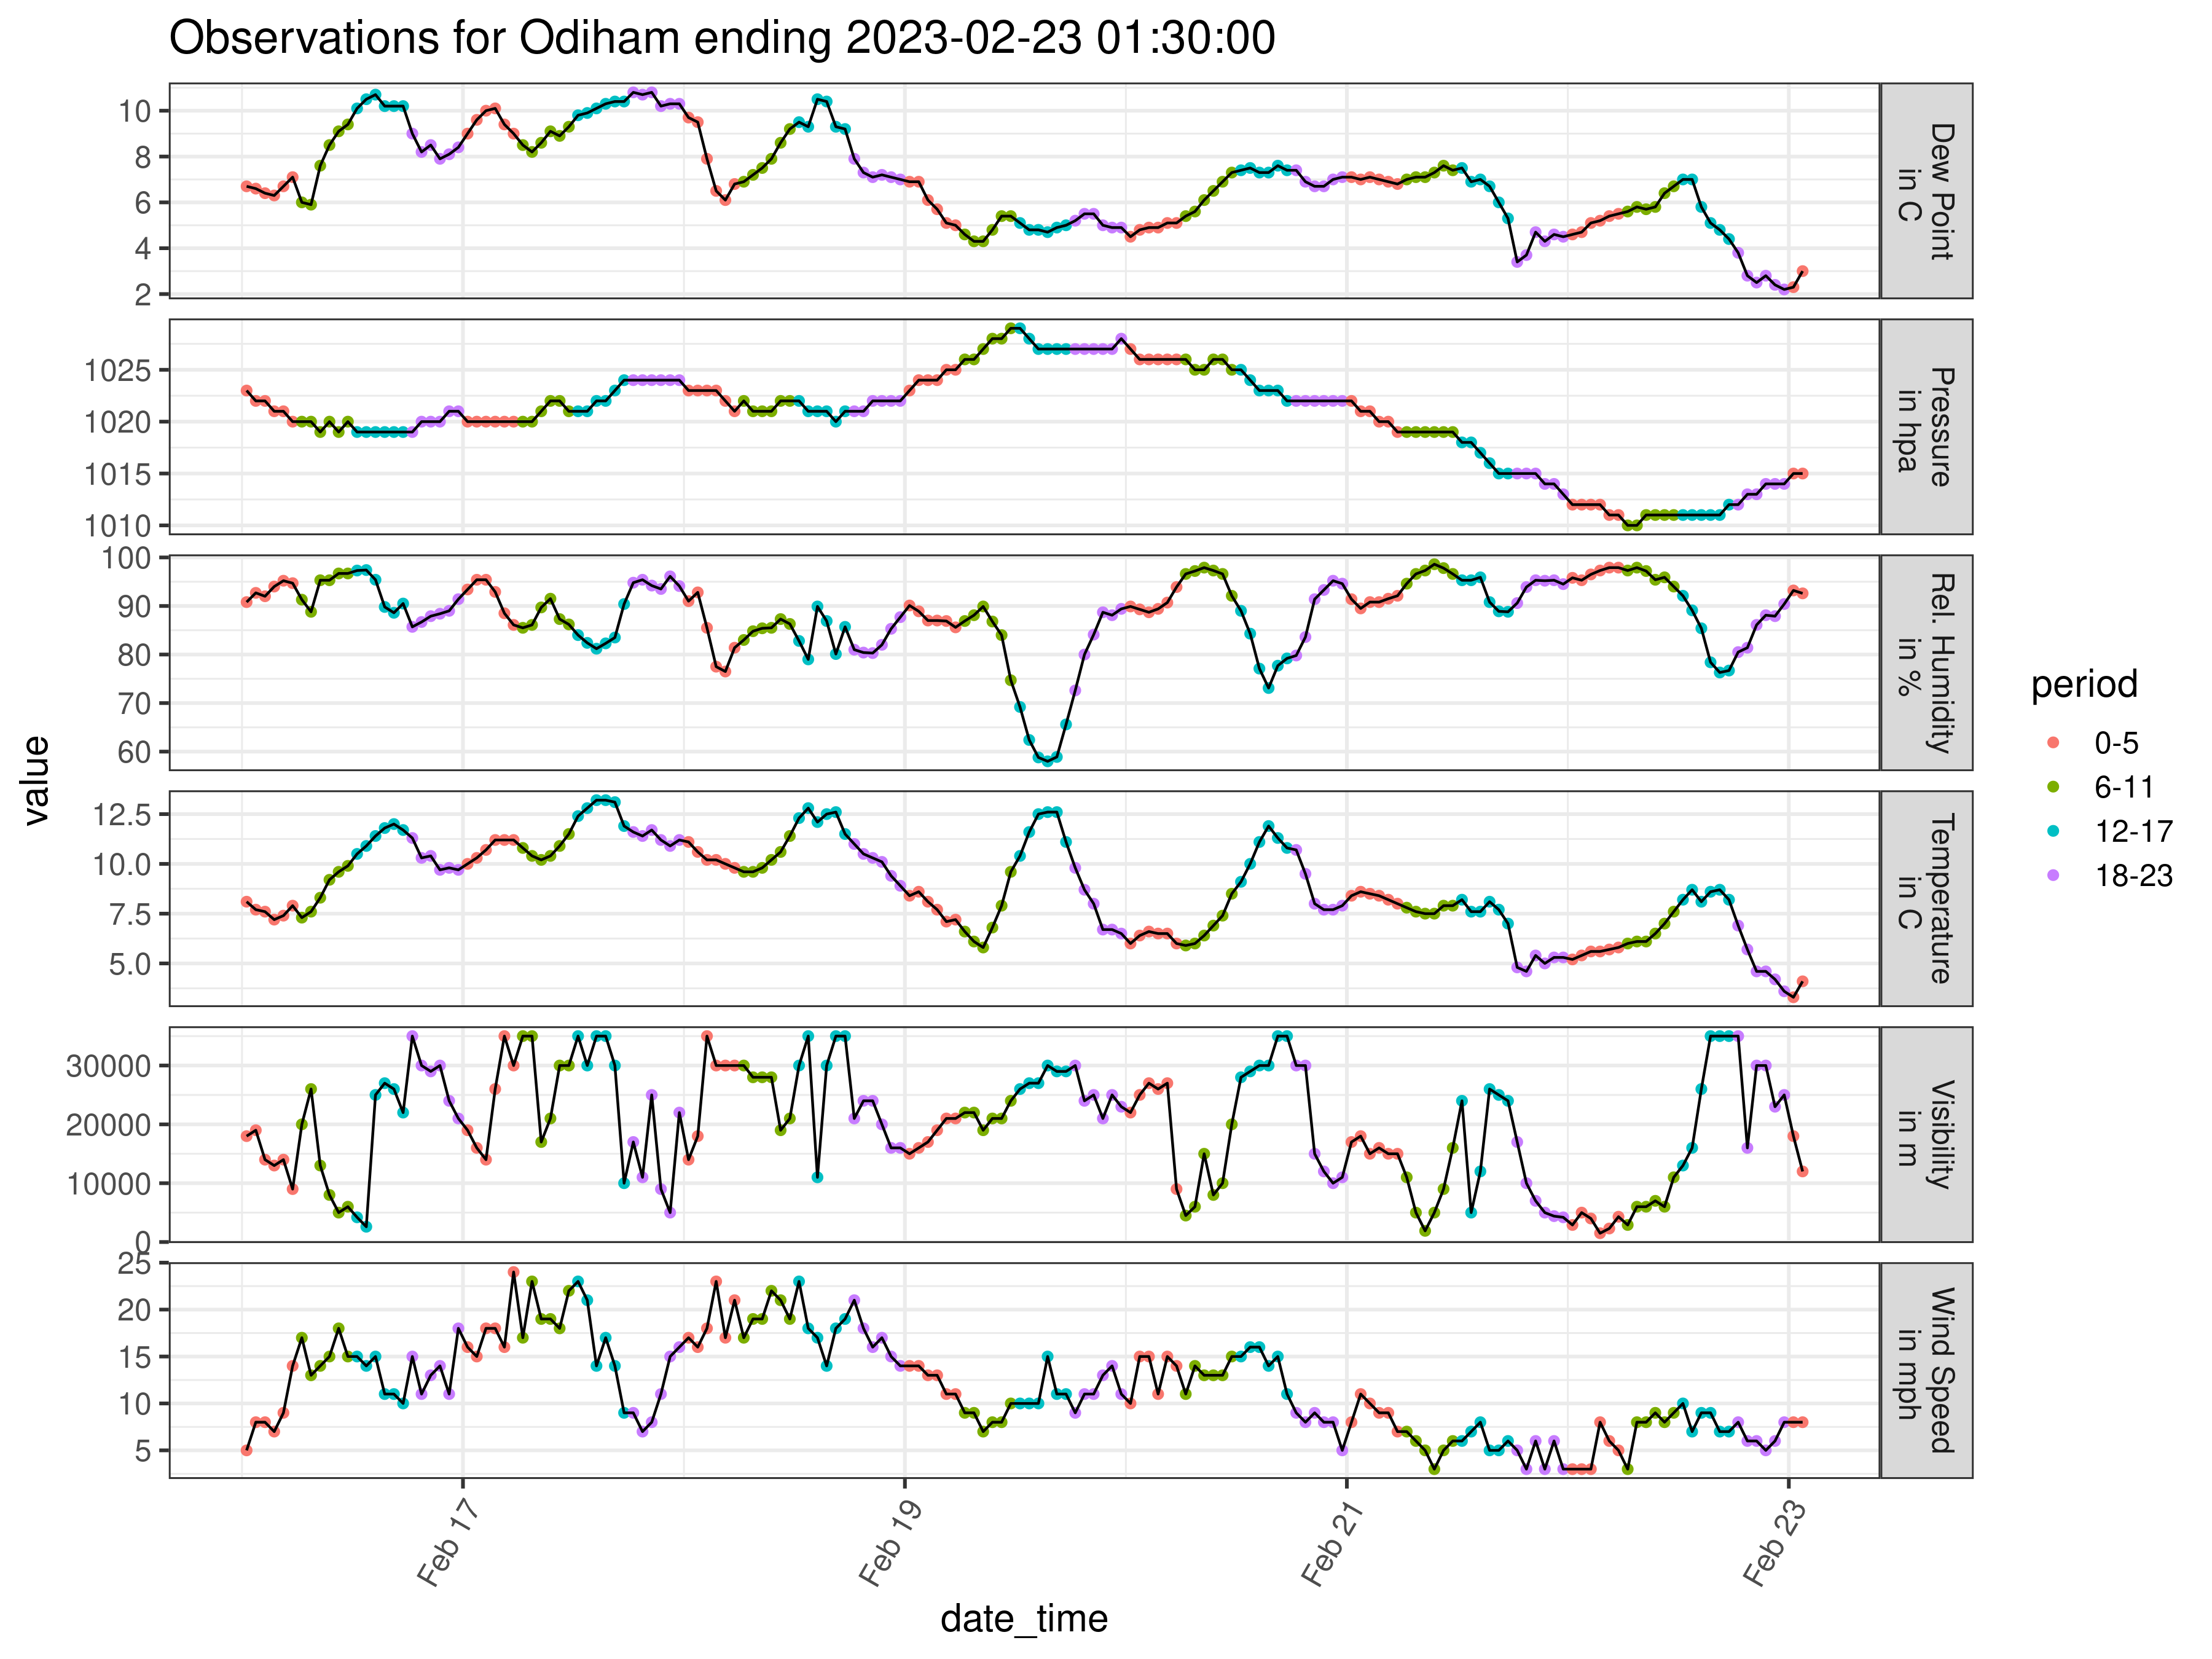 Observations for Odiham ending 2023-02-23 01:30:00
value
10
8
6
4
2
Dew Point
in C
1025
1020
1015
1010
Pressure
in hpa
100
90
80
70
60
Rel. Humidity
in %
12.5
10.0
7.5
5.0
Temperature
in C
30000
20000
10000
0
Visibility
in m
25
20
15
10
5
Wind Speed
in mph
Feb 17
Feb 19
Feb 21
Feb 23
date_time
period
0-5
6-11
12-17
18-23